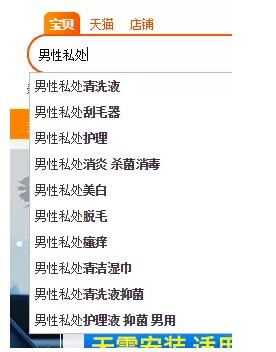 宝贝 天猫 店铺
男性私处
男性私处清洗液
男性私处刮毛器
男性私处护理
男性私处消炎 杀菌消毒
男性私处美白
男性私处脱毛
男性私处瘙痒
男性私处清洁湿巾
男性私处清洗液抑菌
男性私处护理液 抑菌 男用
无需安装 适用